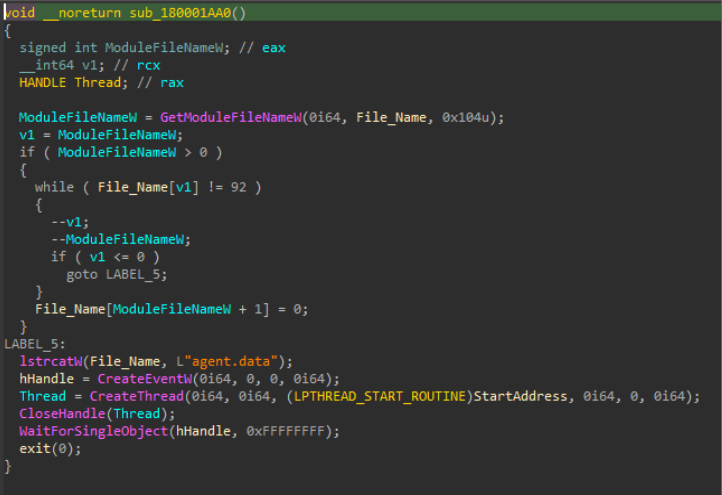 void __noreturn sub_180001AA0()
{
  signed int ModuleFileNameW; // eax
  __int64 v1; // rcx
  HANDLE Thread; // rax

  ModuleFileNameW = GetModuleFileNameW(0i64, File_Name, 0x104u);
  v1 = ModuleFileNameW;
  if ( ModuleFileNameW > 0 )
  {
    while ( File_Name[v1] != 92 )
    {
      --v1;
      --ModuleFileNameW;
      if ( v1 <= 0 )
        goto LABEL_5;
    }
    File_Name[ModuleFileNameW + 1] = 0;
  }
LABEL_5:
  lstrcatW(File_Name, L"agent.data");
  hHandle = CreateEventW(0i64, 0, 0, 0i64);
  Thread = CreateThread(0i64, 0i64, (LPTHREAD_START_ROUTINE)StartAddress, 0i64, 0, 0i64);
  CloseHandle(Thread);
  WaitForSingleObject(hHandle, 0xFFFFFFFF);
  exit(0);
}